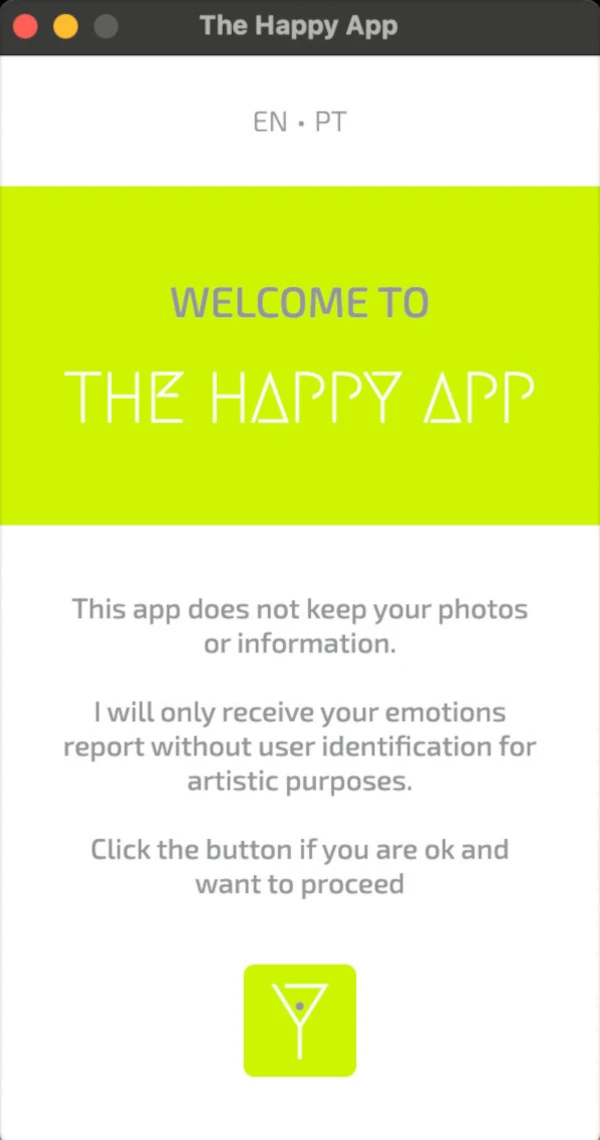 The Happy App
EN • PT
WELCOME TO
THE HAPPY APP
This app does not keep your photos
or information.
I will only receive your emotions
report without user identification for
artistic purposes.
Click the button if you are ok and
want to proceed